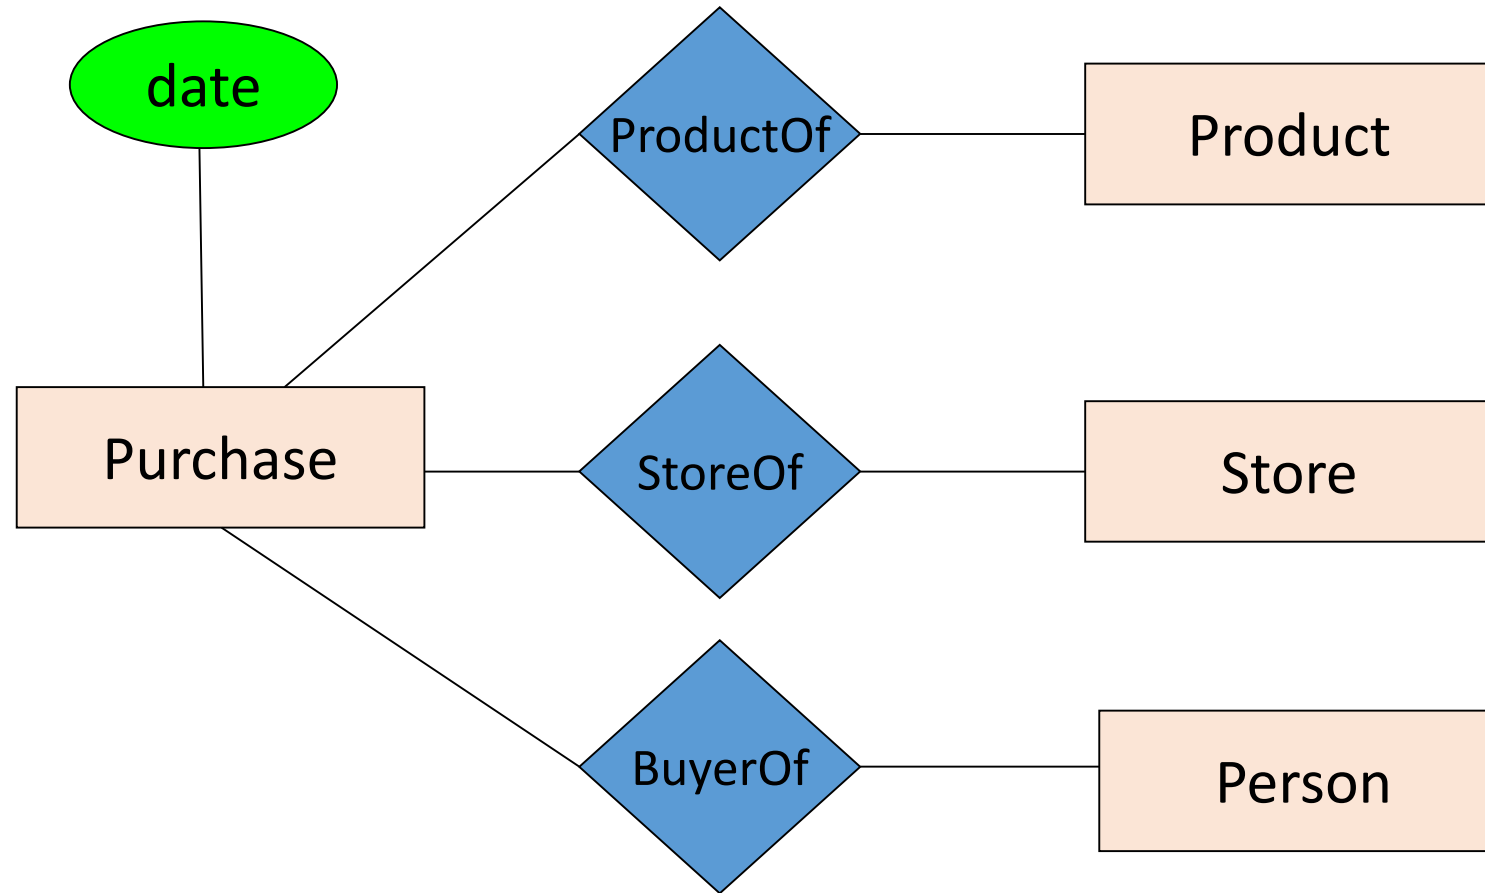 date
ProductOf
Product
Purchase
StoreOf
Store
BuyerOf
Person